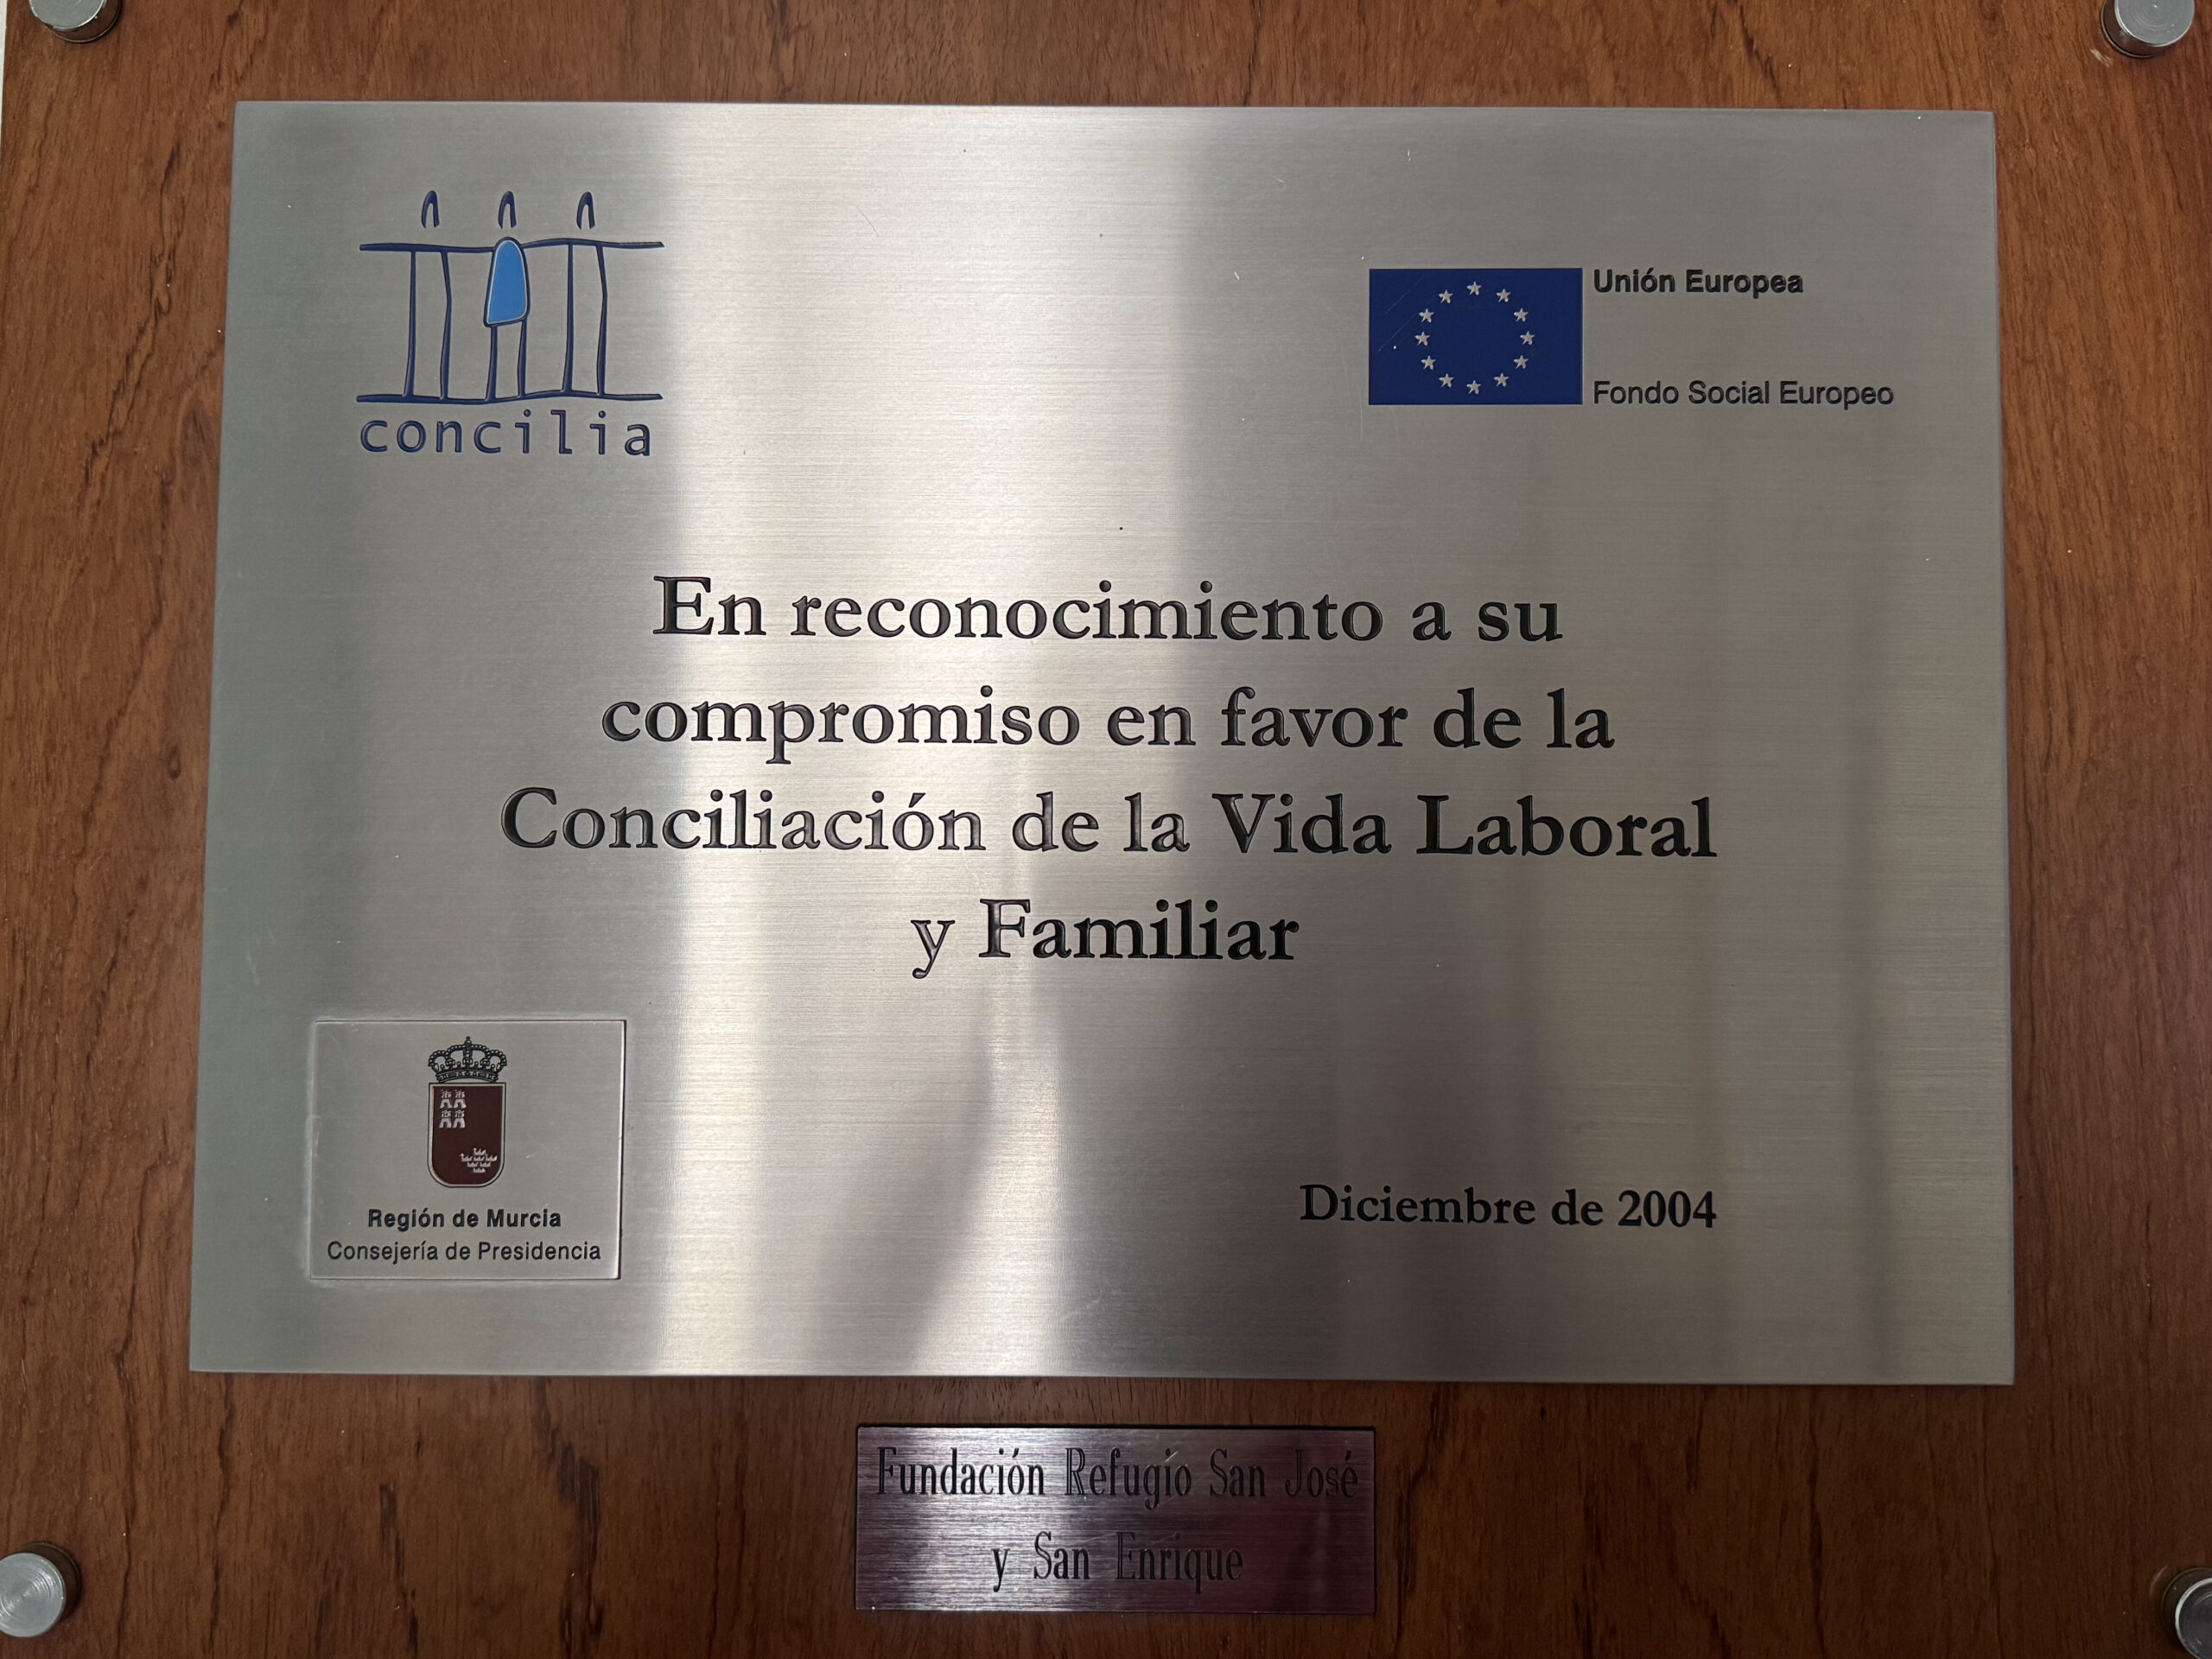 concilia
Unión Europea
Fondo Social Europeo
En reconocimiento a su
compromiso en favor de la
Conciliación de la Vida Laboral
y Familiar
Región de Murcia
Consejería de Presidencia
Diciembre de 2004
Fundación Refugio San José
y San Enrique